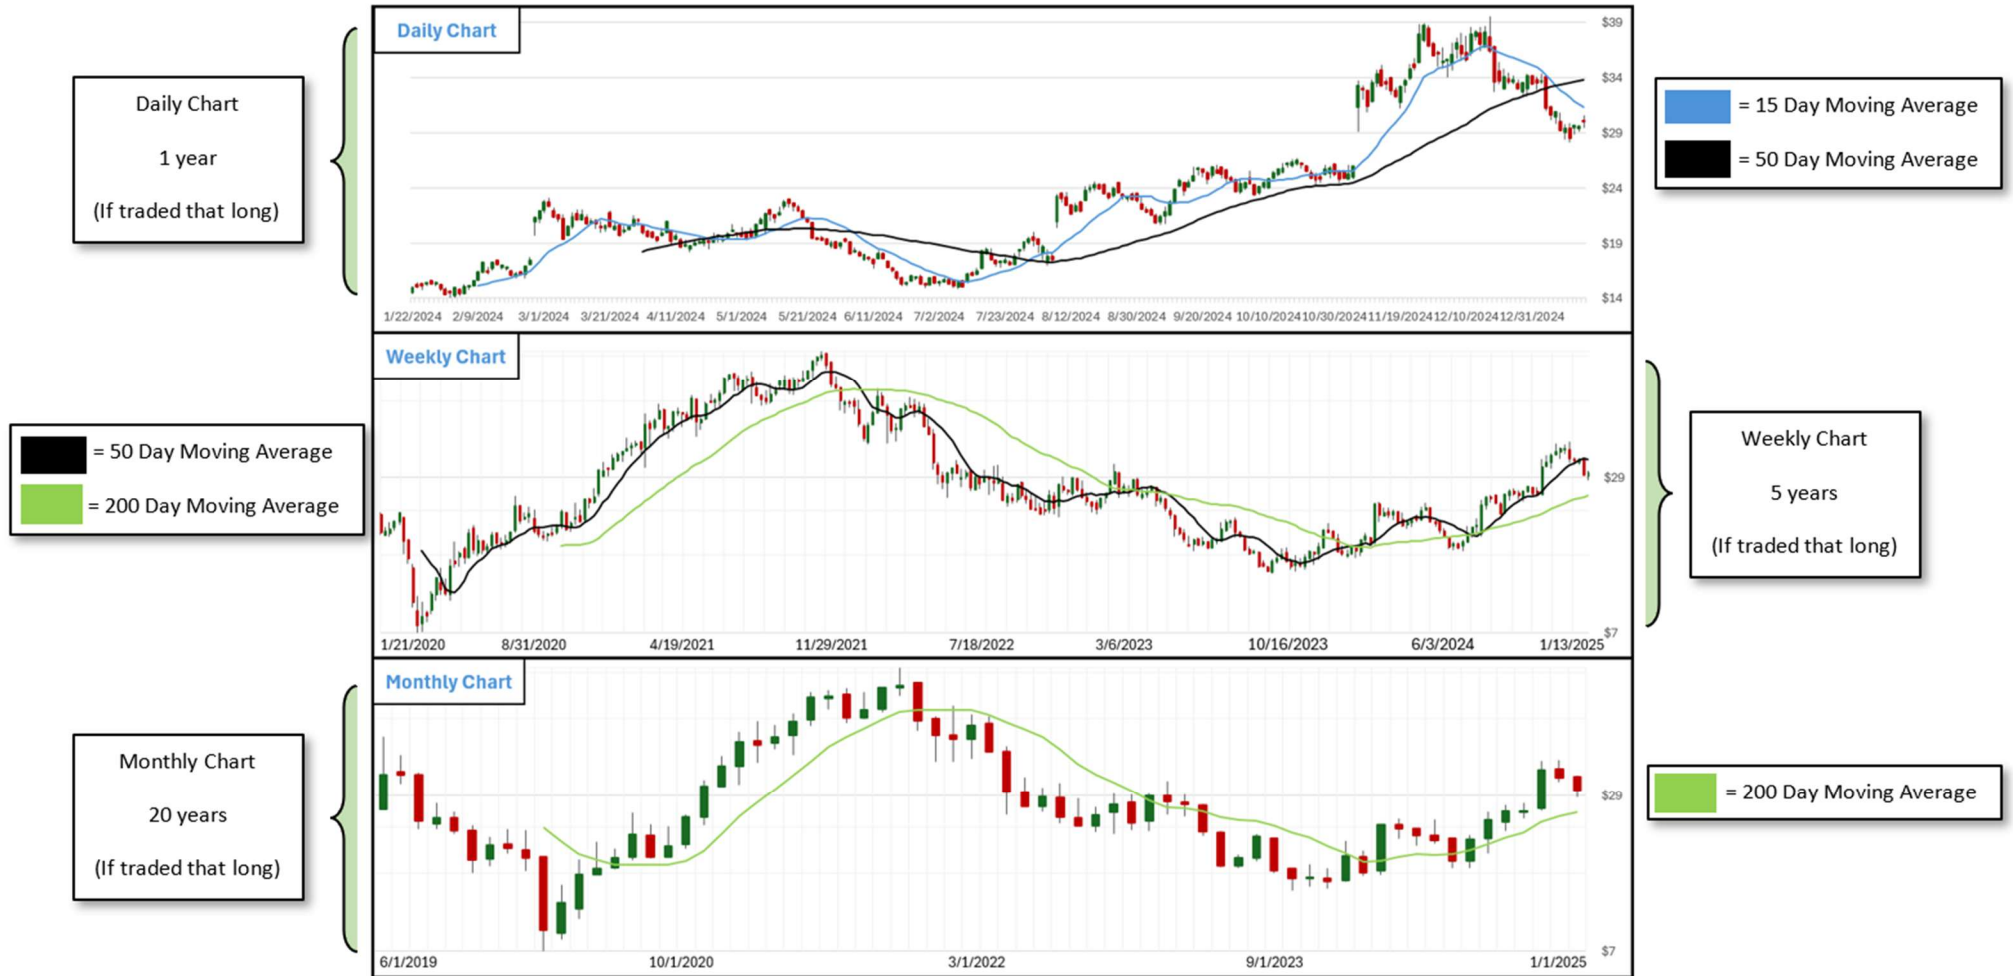 Daily Chart
1 year
(If traded that long)
Daily Chart
$39
$34
$29
$24
$19
$14
1/22/2024 2/9/2024 3/1/2024 3/21/2024 4/11/2024 5/1/2024 5/21/2024 6/11/2024 7/2/2024 7/23/2024 8/12/2024 8/30/2024 9/20/2024 10/10/2024 10/30/2024 11/19/2024 12/10/2024 12/31/2024
= 15 Day Moving Average
= 50 Day Moving Average
= 50 Day Moving Average
= 200 Day Moving Average
Weekly Chart
$29
$7
1/21/2020 8/31/2020 4/19/2021 11/29/2021 7/18/2022 3/6/2023 10/16/2023 6/3/2024 1/13/2025
Weekly Chart
5 years
(If traded that long)
Monthly Chart
20 years
(If traded that long)
Monthly Chart
$29
$7
6/1/2019 10/1/2020 3/1/2022 9/1/2023 1/1/2025
= 200 Day Moving Average